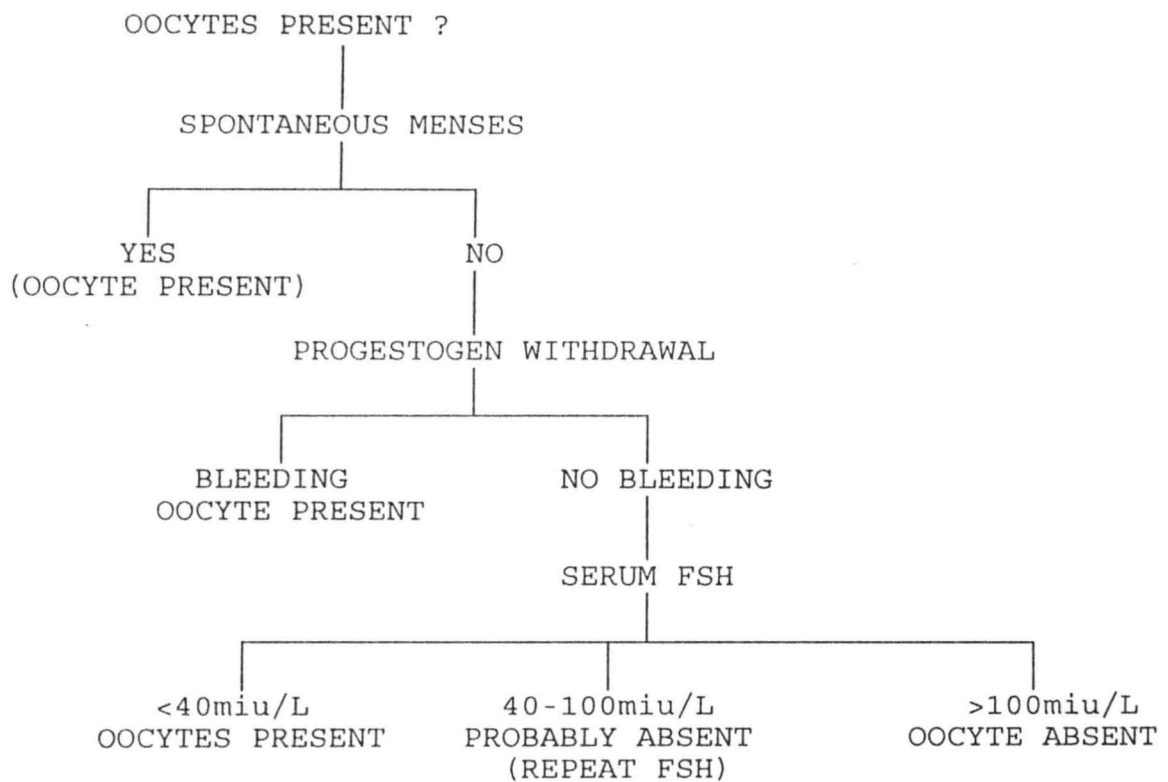 OOCYTES PRESENT ?
SPONTANEOUS MENSES
YES
(OOCYTE PRESENT)
NO
PROGESTOGEN WITHDRAWAL
BLEEDING
OOCYTE PRESENT
NO BLEEDING
SERUM FSH
<40miu/L
OOCYTES PRESENT
40-100miu/L
PROBABLY ABSENT
(REPEAT FSH)
>100miu/L
OOCYTE ABSENT